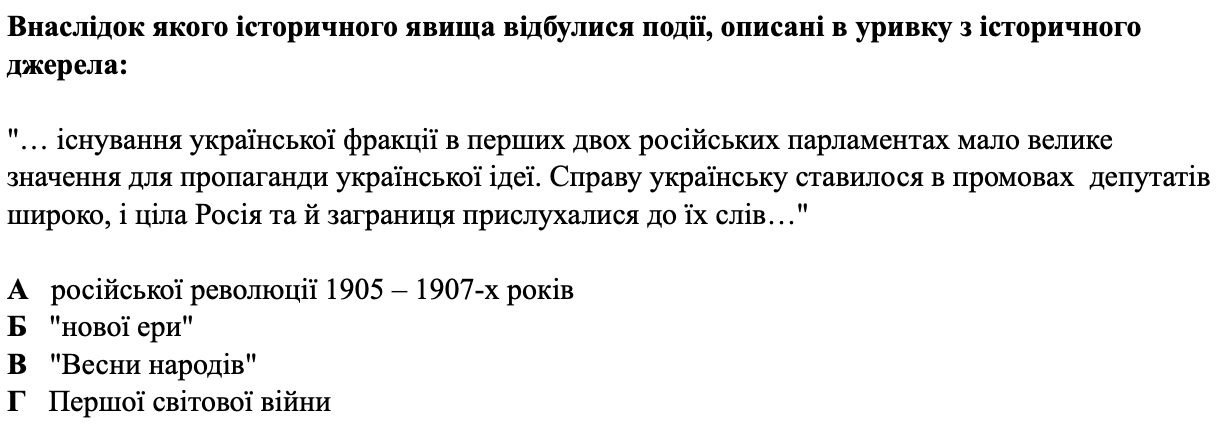 Внаслідок якого історичного явища відбулися події, описані в уривку з історичного
джерела:
"… існування української фракції в перших двох російських парламентах мало велике
значення для пропаганди української ідеї. Справу українську ставилося в промовах  депутатів
широко, і ціла Росія та й заграниця прислухалися до їх слів…"
А   російської революції 1905 – 1907-х років
Б   "нової ери"
В   "Весни народів"
Г   Першої світової війни